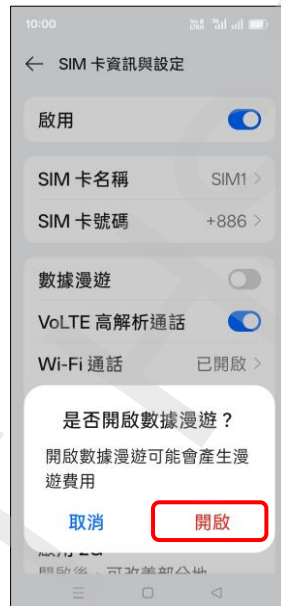 10:00
SIM 卡資訊與設定
啟用
SIM 卡名稱 SIM1
SIM 卡號碼 +886
數據漫遊
VoLTE 高解析通話
Wi-Fi 通話 已開啟
是否開啟數據漫遊？
開啟數據漫遊可能會產生漫
遊費用
取消 開啟